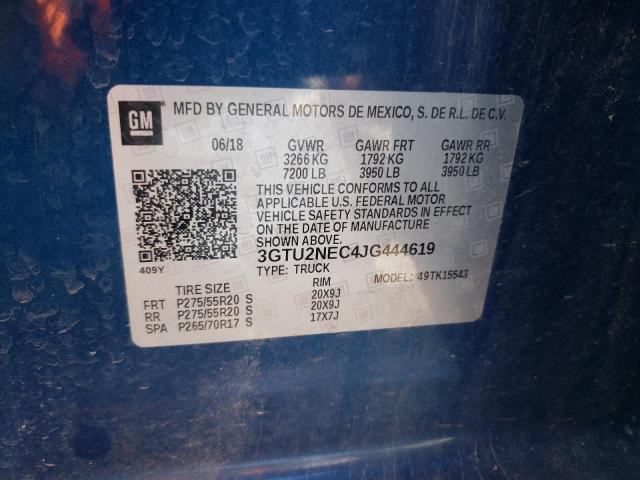 GM
MFD BY GENERAL MOTORS DE MEXICO, S. DE R.L. DE C.V.
06/18 GVWR GAWR FRT GAWR RR
3266 KG 1792 KG 1792 KG
7200 LB 3950 LB 3950 LB
THIS VEHICLE CONFORMS TO ALL
APPLICABLE U.S. FEDERAL MOTOR
VEHICLE SAFETY STANDARDS IN EFFECT
ON THE DATE OF MANUFACTURE
SHOWN ABOVE.
3GTU2NEC4JG444619
409Y TYPE: TRUCK MODEL: 49TK15543
TIRE SIZE RIM
FRT P275/55R20 S 20X9J
RR P275/55R20 S 20X9J
SPA P265/70R17 S 17X7J